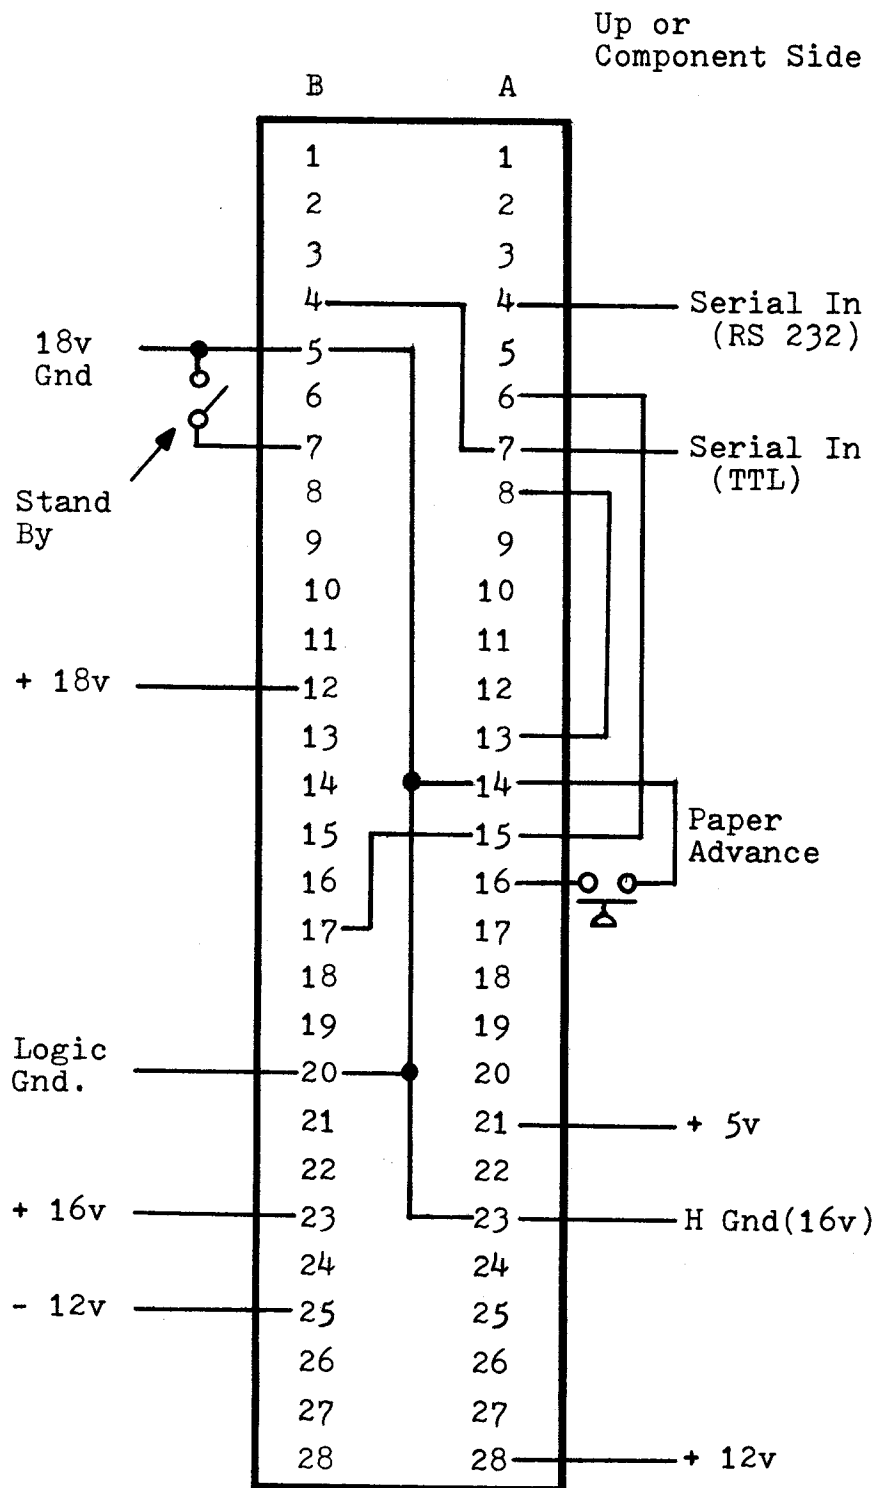 Up or
Component Side
B A
1 1
2 2
3 3
4 4 Serial In
(RS 232)
18v
Gnd
5 5
6 6
7 7 Serial In
(TTL)
Stand
By
8 8
9 9
10 10
11 11
+ 18v 12 12
13 13
14 14
15 15
Paper
Advance
16 16
17 17
18 18
19 19
Logic
Gnd.
20 20
21 21 + 5v
22 22
+ 16v 23 23 H Gnd(16v)
24 24
- 12v 25 25
26 26
27 27
28 28 + 12v